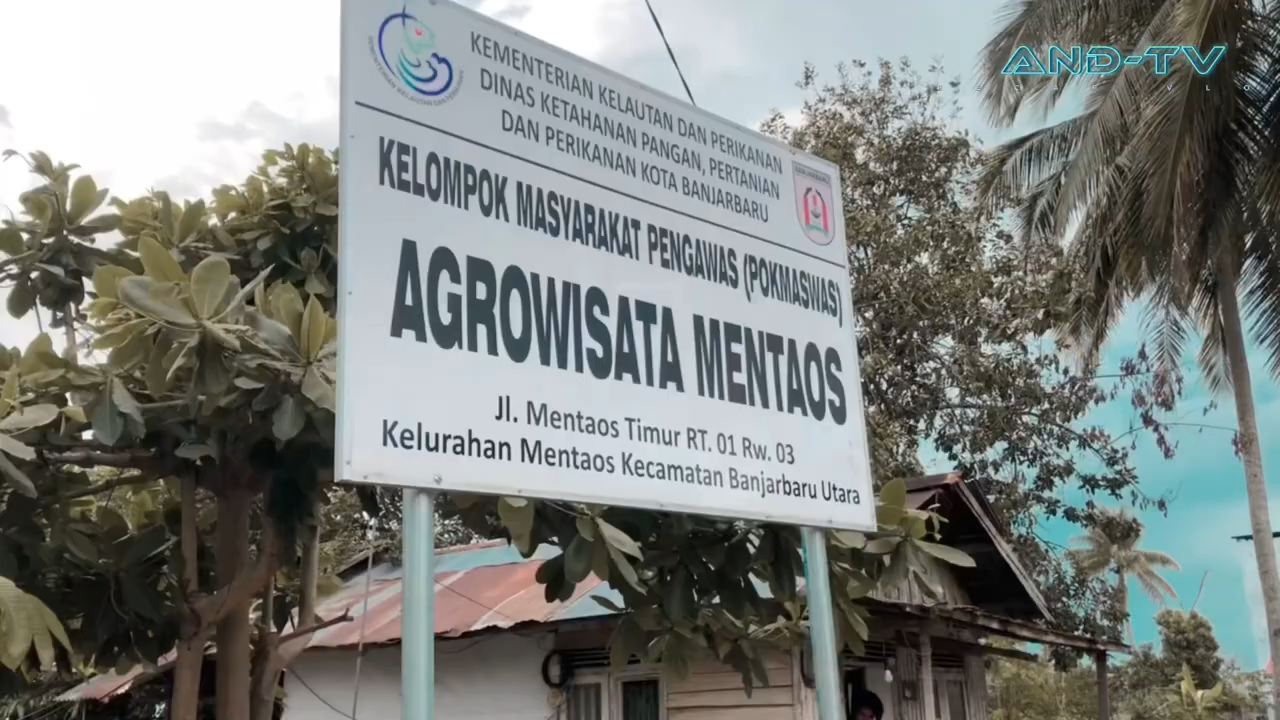 AND-TV
KEMENTERIAN KELAUTAN DAN PERIKANAN
DINAS KETAHANAN PANGAN, PERTANIAN
DAN PERIKANAN KOTA BANJARBARU
BANJARBARU
KELOMPOK MASYARAKAT PENGAWAS (POKMASWAS)
AGROWISATA MENTAOS
Jl. Mentaos Timur RT. 01 Rw. 03
Kelurahan Mentaos Kecamatan Banjarbaru Utara